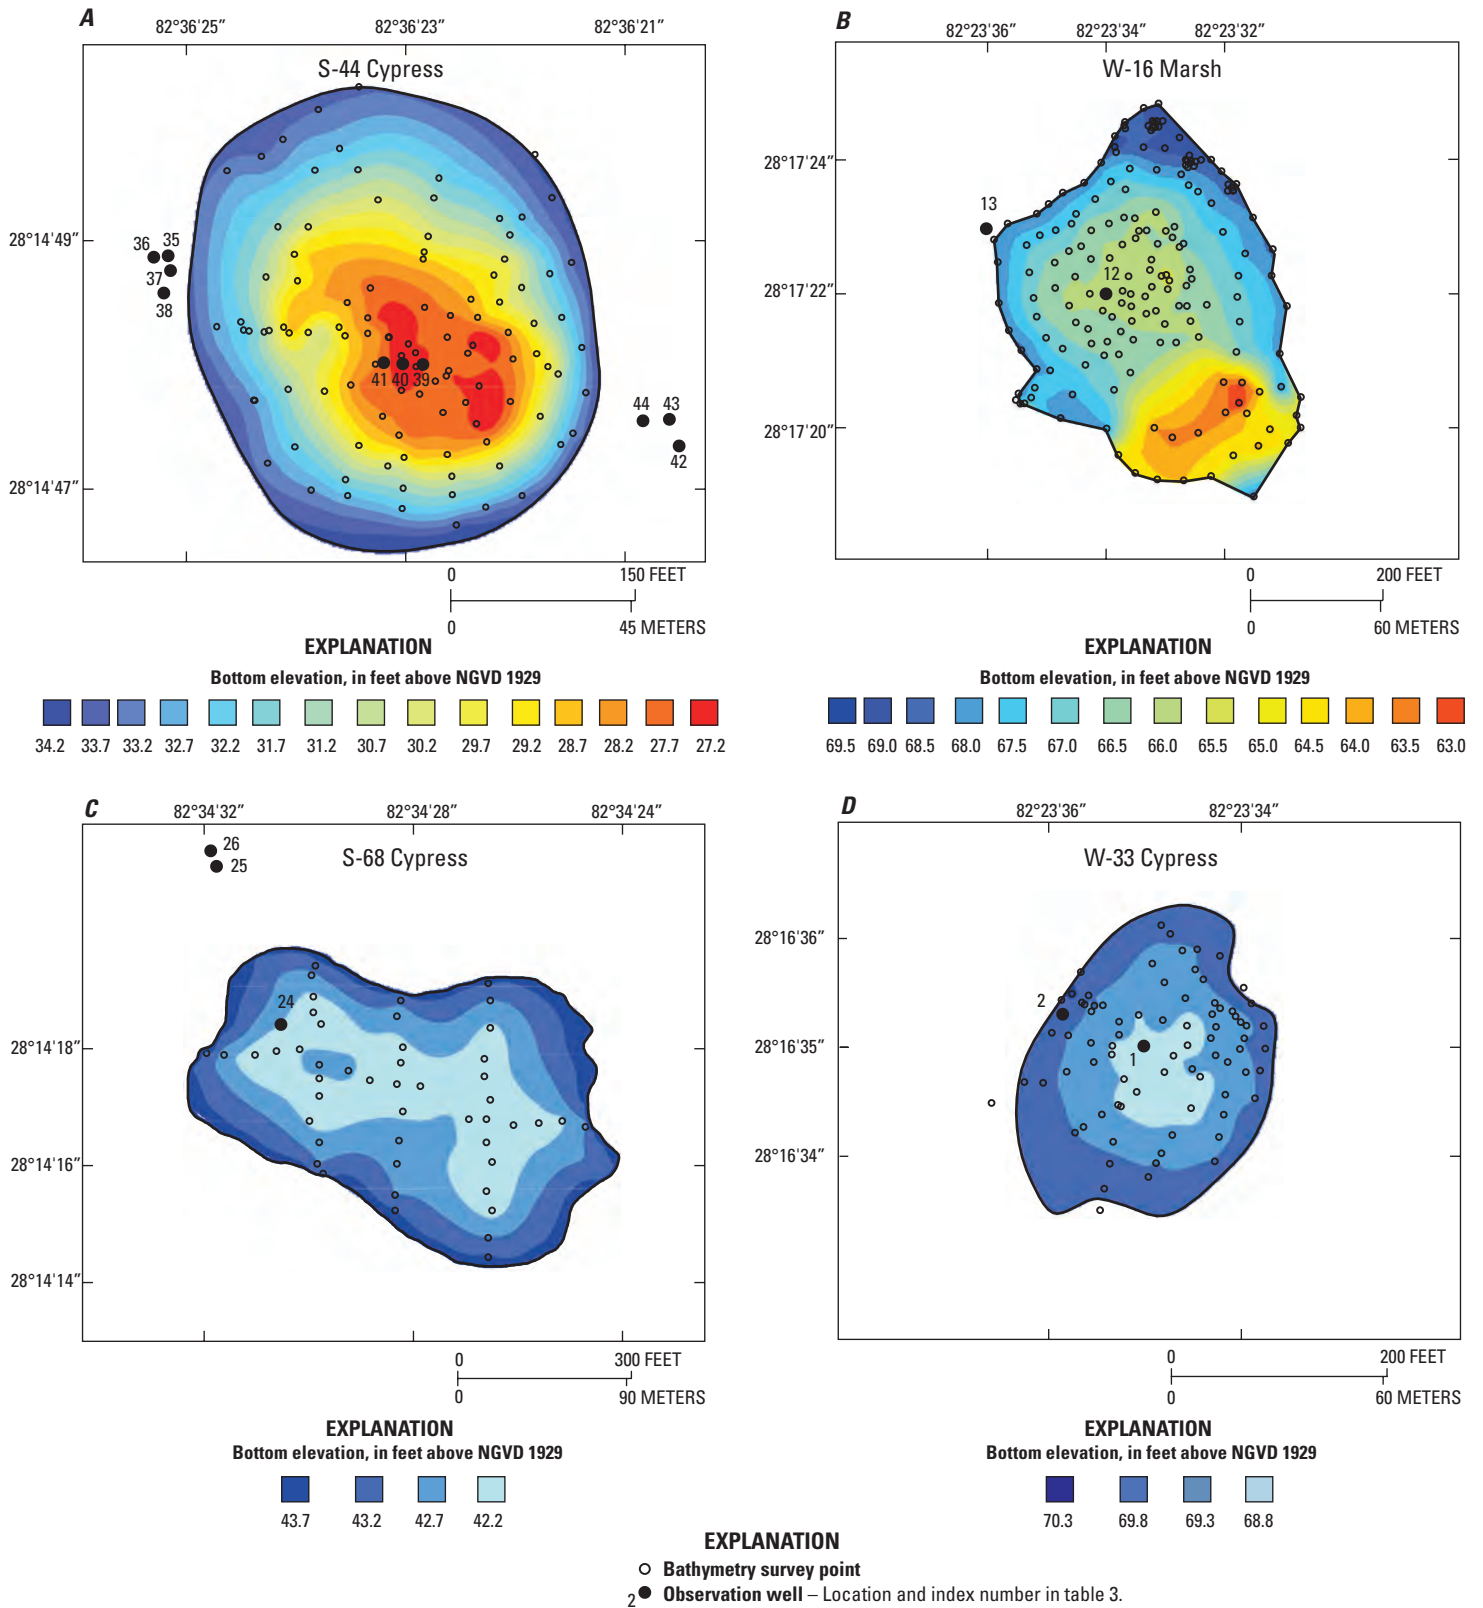 A
82°36'25″ 82°36'23″ 82°36'21″
S-44 Cypress
28°14'49″
36 35
37
38
41 40 39
44 43
42
28°14'47″
0 150 FEET
0 45 METERS
EXPLANATION
Bottom elevation, in feet above NGVD 1929
34.2 33.7 33.2 32.7 32.2 31.7 31.2 30.7 30.2 29.7 29.2 28.7 28.2 27.7 27.2
B
82°23'36″ 82°23'34″ 82°23'32″
W-16 Marsh
28°17'24″
13
12
28°17'22″
28°17'20″
0 200 FEET
0 60 METERS
EXPLANATION
Bottom elevation, in feet above NGVD 1929
69.5 69.0 68.5 68.0 67.5 67.0 66.5 66.0 65.5 65.0 64.5 64.0 63.5 63.0
C
82°34'32″ 82°34'28″ 82°34'24″
26
25
S-68 Cypress
24
28°14'18″
28°14'16″
28°14'14″
0 300 FEET
0 90 METERS
EXPLANATION
Bottom elevation, in feet above NGVD 1929
43.7 43.2 42.7 42.2
D
82°23'36″ 82°23'34″
W-33 Cypress
28°16'36″
2
28°16'35″
1
28°16'34″
0 200 FEET
0 60 METERS
EXPLANATION
Bottom elevation, in feet above NGVD 1929
70.3 69.8 69.3 68.8
EXPLANATION
Bathymetry survey point
2 Observation well – Location and index number in table 3.